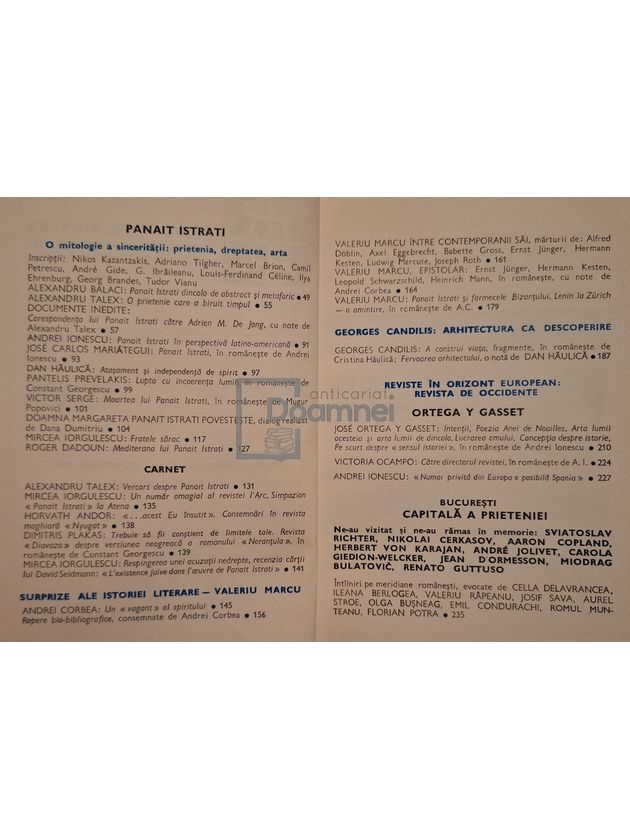 PANAIT ISTRATI
O mitologie a sincerității: prietenia, dreptatea, arta
Inscripții: Nikos Kazantzakis, Adriano Tilgher, Marcel Brion, Camil
Petrescu, André Gide, G. Ibrăileanu, Louis-Ferdinand Céline, Ilya
Ehrenburg, Georg Brandes, Tudor Vianu
ALEXANDRU BALACI: Panait Istrati dincolo de abstract și metaforic • 49
ALEXANDRU TALEX: O prietenie care a biruit timpul • 55
DOCUMENTE INEDITE:
Corespondența lui Panait Istrati către Adrien M. De Jong, cu note de
Alexandru Talex • 57
ANDREI IONESCU: Panait Istrati în perspectivă latino-americană • 91
JOSÉ CARLOS MARIÁTEGUI: Panait Istrati, în românește de Andrei
Ionescu • 93
DAN HĂULICĂ: Atașament și independență de spirit • 97
PANTELIS PREVELAKIS: Lupta cu incoerența lumii, în românește de
Constant Georgescu • 99
VICTOR SERGE: Moartea lui Panait Istrati, în românește de Mugur
Popovici • 101
DOAMNA MARGARETA PANAIT ISTRATI POVESTEȘTE, dialog realizat
de Dana Dumitriu • 104
MIRCEA IORGULESCU: Fratele sărac • 117
ROGER DADOUN: Mediterana lui Panait Istrati • 127
CARNET
ALEXANDRU TALEX: Vercors despre Panait Istrati • 131
MIRCEA IORGULESCU: Un număr omagial al revistei l'Arc, Simpozion
« Panait Istrati » la Atena • 135
HORVATH ANDOR: « ...acest Eu însutit ». Consemnări în revista
maghiară « Nyugat » • 138
DIMITRIS PLAKAS: Trebuie să fii conștient de limitele tale. Revista
« Diavazo » despre versiunea neogreacă a romanului « Neranțula », în
românește de Constant Georgescu • 139
MIRCEA IORGULESCU: Respingerea unei acuzații nedrepte, recenzia cărții
lui David Seidmann: « L'existence juive dans l'œuvre de Panait Istrati » • 141
SURPRIZE ALE ISTORIEI LITERARE — VALERIU MARCU
ANDREI CORBEA: Un « vagant » al spiritului • 145
Repere bio-bibliografice, consemnate de Andrei Corbea • 156
VALERIU MARCU ÎNTRE CONTEMPORANII SĂI, mărturii de: Alfred
Döblin, Axel Eggebrecht, Babette Gross, Ernst Jünger, Hermann
Kesten, Ludwig Marcuse, Joseph Roth • 161
VALERIU MARCU, EPISTOLAR: Ernst Jünger, Hermann Kesten,
Leopold Schwarzschild, Heinrich Mann, în românește cu note de
Andrei Corbea • 164
VALERIU MARCU: Panait Istrati și farmecele Bizanțului, Lenin la Zürich
— o amintire, în românește de A.C. • 179
GEORGES CANDILIS: ARHITECTURA CA DESCOPERIRE
GEORGES CANDILIS: A construi viața, fragmente, în românește de
Cristina Hăulică; Fervoarea arhitectului, o notă de DAN HĂULICĂ • 187
REVISTE ÎN ORIZONT EUROPEAN:
REVISTA DE OCCIDENTE
ORTEGA Y GASSET
JOSÉ ORTEGA Y GASSET: Intenții, Poezia Anei de Noailles, Arta lumii
acesteia și arta lumii de dincolo, Lucrarea omului, Concepția despre istorie,
Pe scurt despre « sensul istoriei », în românește de Andrei Ionescu • 210
VICTORIA OCAMPO: Către directorul revistei, în românește de A. I. • 224
ANDREI IONESCU: « Numai privită din Europa e posibilă Spania » • 227
BUCUREȘTI
CAPITALĂ A PRIETENIEI
Ne-au vizitat și ne-au rămas în memorie: SVIATOSLAV
RICHTER, NIKOLAI CERKASOV, AARON COPLAND,
HERBERT VON KARAJAN, ANDRÉ JOLIVET, CAROLA
GIEDION-WELCKER, JEAN D'ORMESSON, MIODRAG
BULATOVIČ, RENATO GUTTUSO
Întîlniri pe meridiane românești, evocate de CELLA DELAVRANCEA,
ILEANA BERLOGEA, VALERIU RÂPEANU, JOSIF SAVA, AUREL
STROE, OLGA BUȘNEAG, EMIL CONDURACHI, ROMUL MUN-
TEANU, FLORIAN POTRA • 235
anticariat
Doamnei